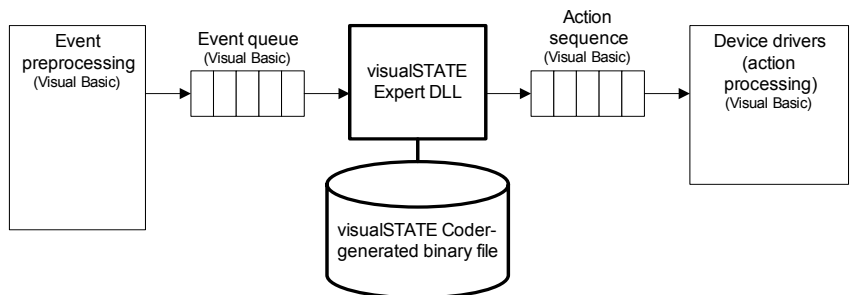 Event
preprocessing
(Visual Basic)
Event queue
(Visual Basic)
visualSTATE
Expert DLL
Action
sequence
(Visual Basic)
Device drivers
(action
processing)
(Visual Basic)
visualSTATE Coder-
generated binary file